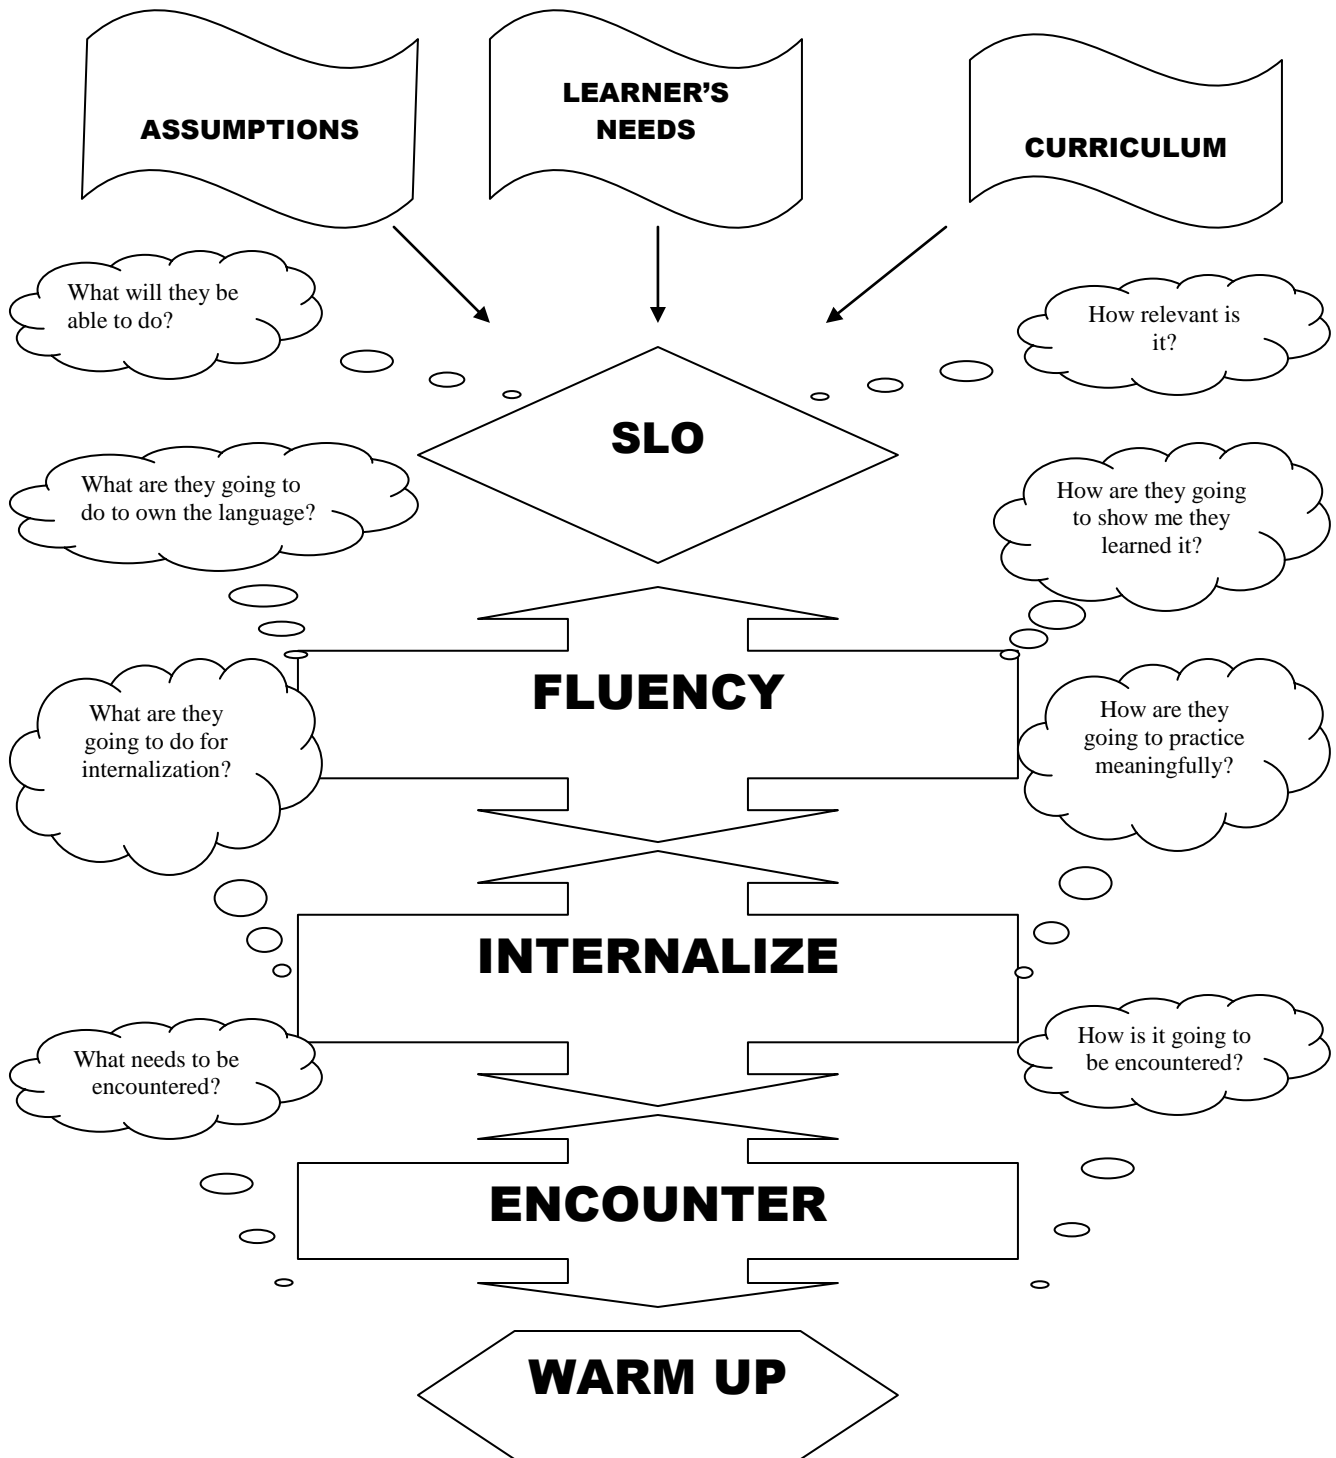 ASSUMPTIONS
LEARNER'S
NEEDS
CURRICULUM
What will they be
able to do?
How relevant is
it?
SLO
What are they going to
do to own the language?
How are they going
to show me they
learned it?
FLUENCY
What are they
going to do for
internalization?
How are they
going to practice
meaningfully?
INTERNALIZE
What needs to be
encountered?
How is it going to
be encountered?
ENCOUNTER
WARM UP